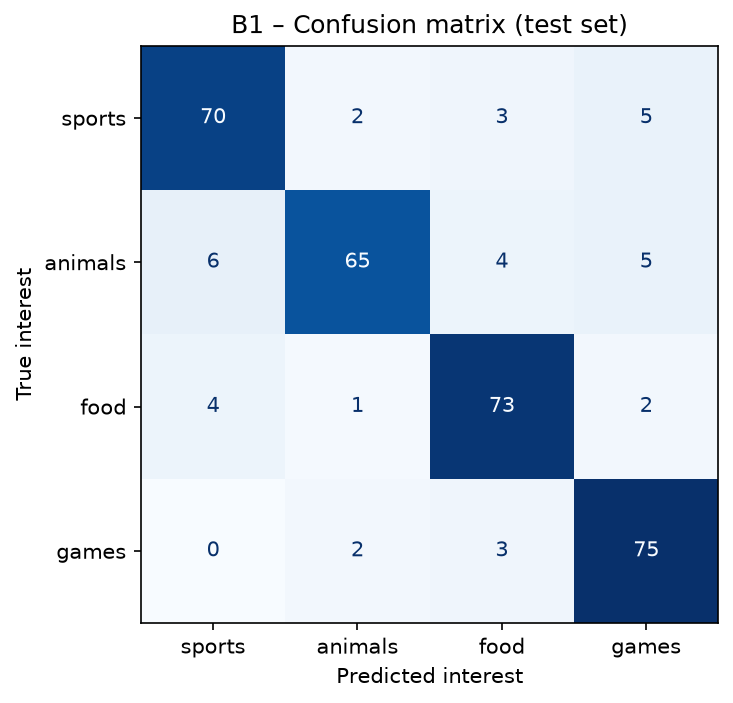 B1 – Confusion matrix (test set)
True interest
sports 70 2 3 5
animals 6 65 4 5
food 4 1 73 2
games 0 2 3 75
sports animals food games
Predicted interest